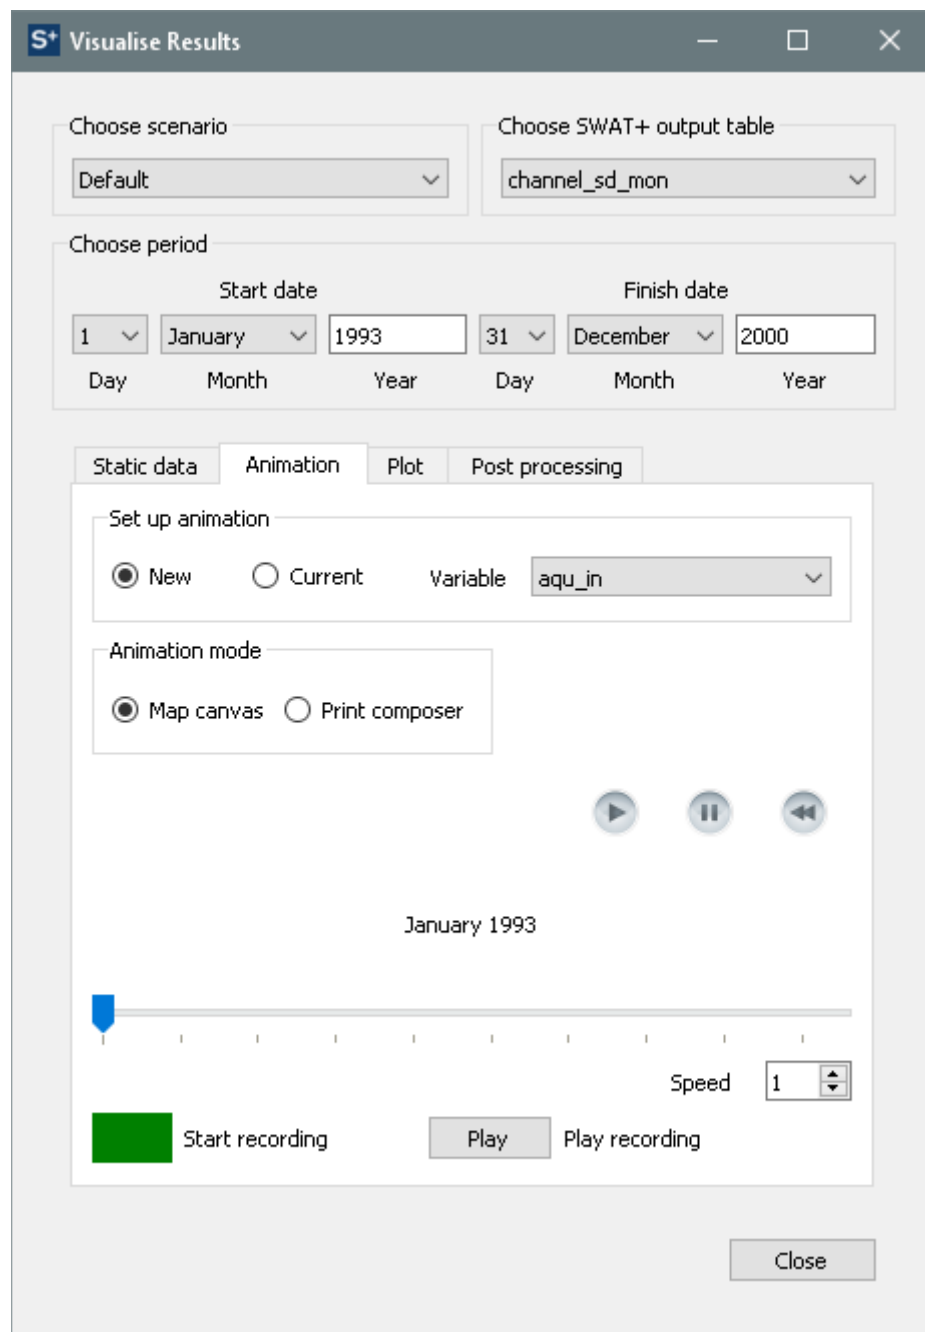 S+ Visualise Results
Choose scenario
Default
Choose SWAT+ output table
channel_sd_mon
Choose period
Start date Finish date
1 January 1993 31 December 2000
Day Month Year Day Month Year
Static data Animation Plot Post processing
Set up animation
New Current Variable aqu_in
Animation mode
Map canvas Print composer
January 1993
Speed 1
Start recording Play Play recording
Close